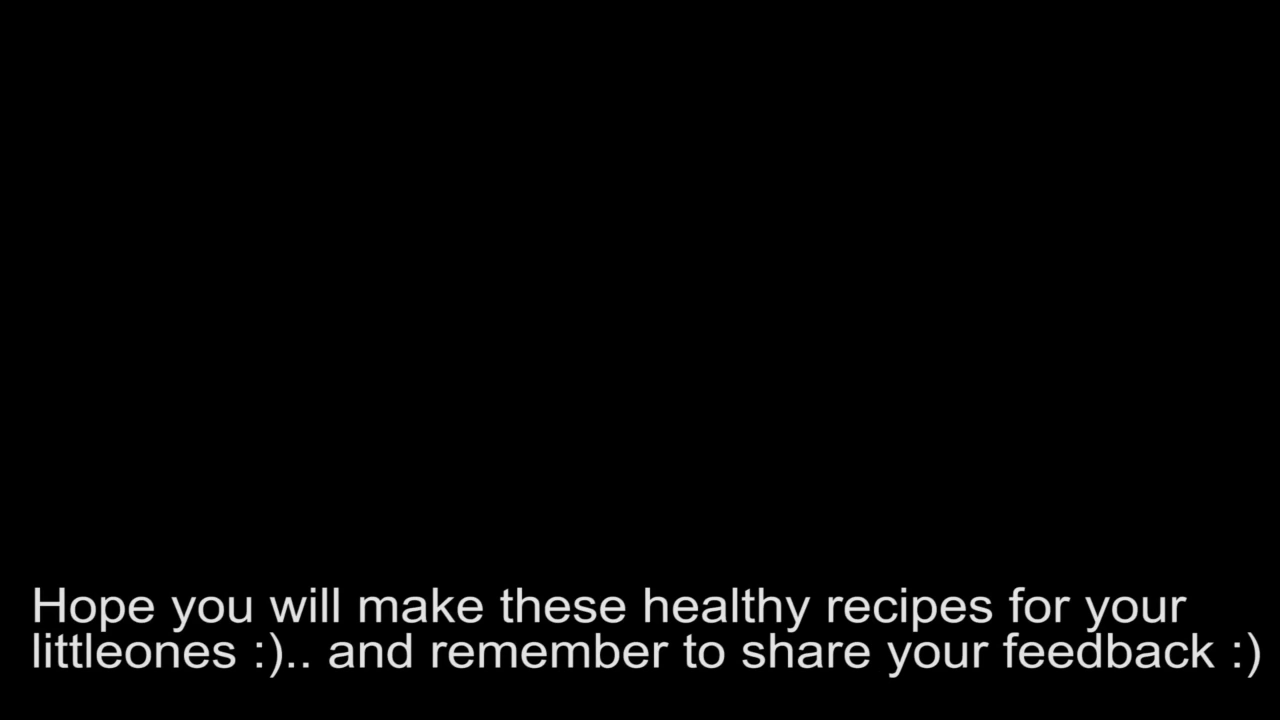 Hope you will make these healthy recipes for your
littleones :).. and remember to share your feedback :)